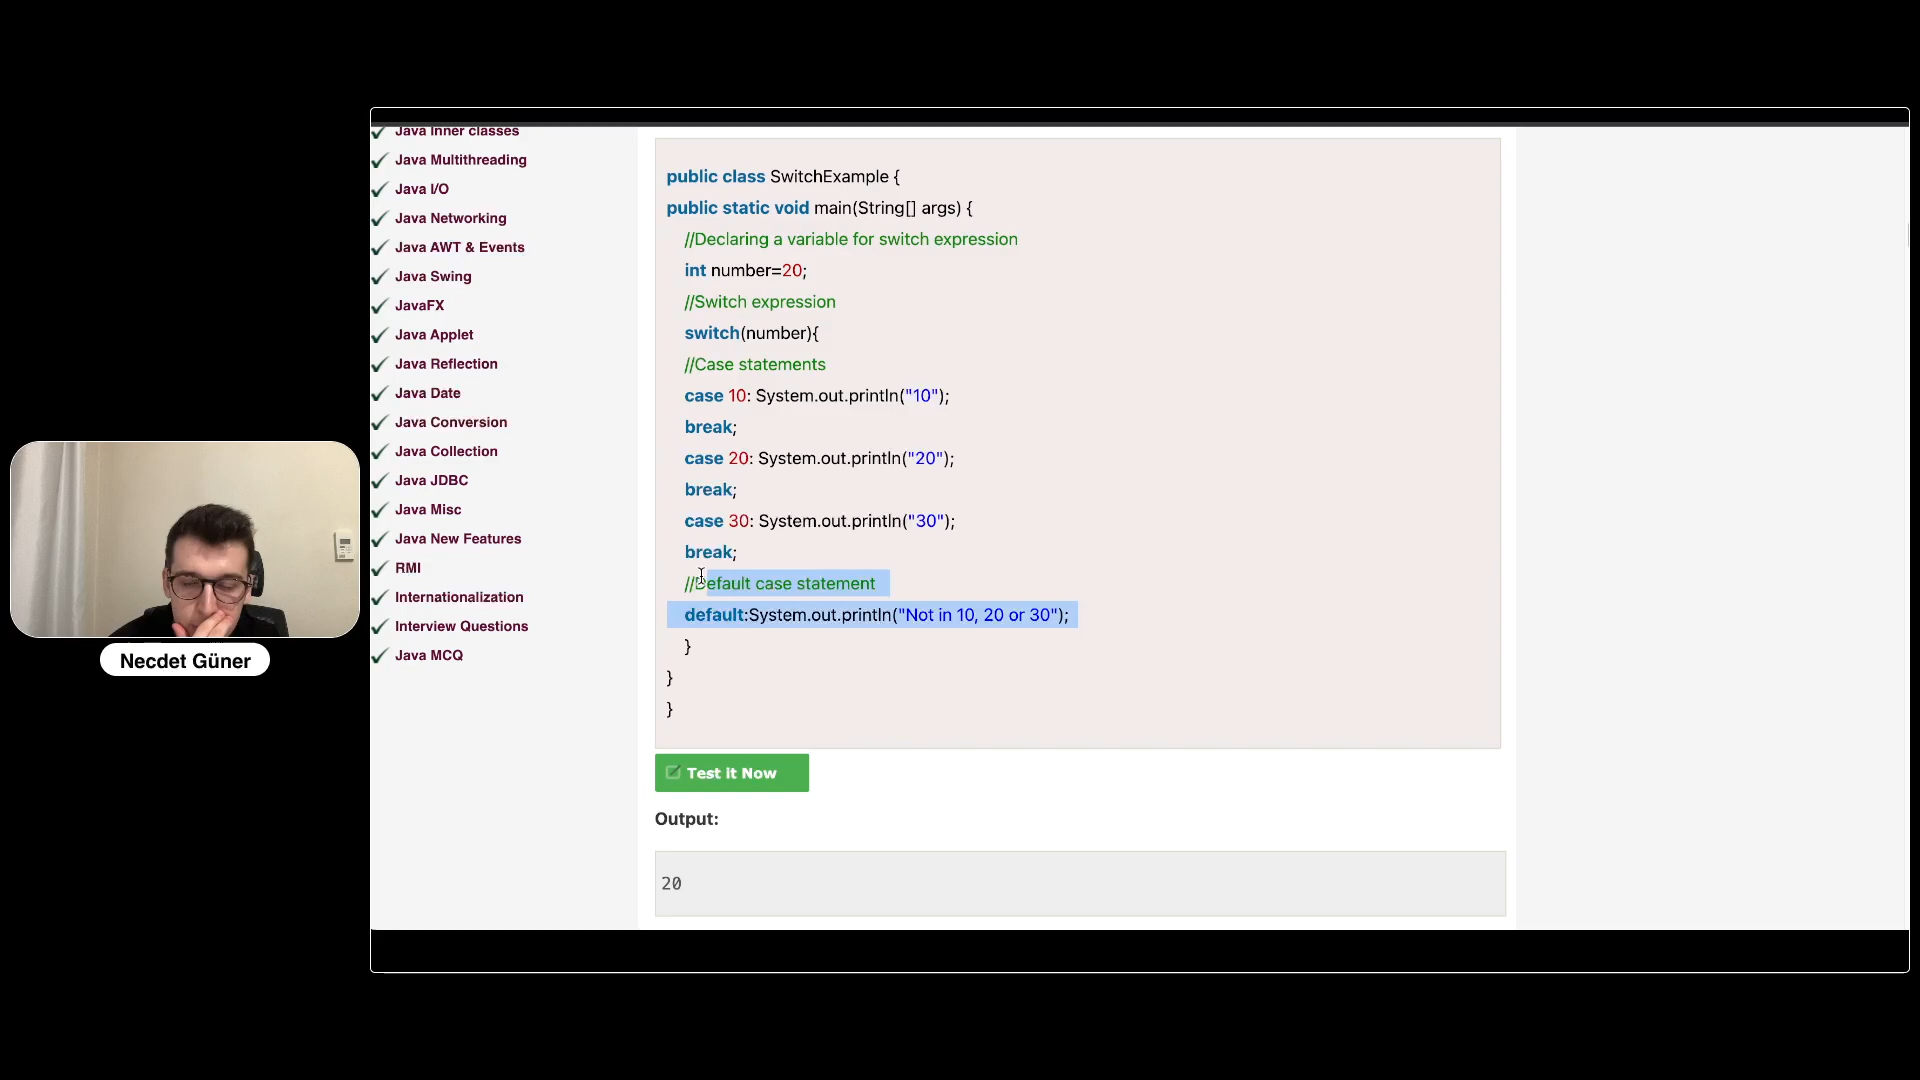 Java Inner classes
Java Multithreading
Java I/O
Java Networking
Java AWT & Events
Java Swing
JavaFX
Java Applet
Java Reflection
Java Date
Java Conversion
Java Collection
Java JDBC
Java Misc
Java New Features
RMI
Internationalization
Interview Questions
Java MCQ
public class SwitchExample {
public static void main(String[] args) {
//Declaring a variable for switch expression
int number=20;
//Switch expression
switch(number){
//Case statements
case 10: System.out.println("10");
break;
case 20: System.out.println("20");
break;
case 30: System.out.println("30");
break;
//Default case statement
default:System.out.println("Not in 10, 20 or 30");
}
}
}
Test it Now
Output:
20
Necdet Güner